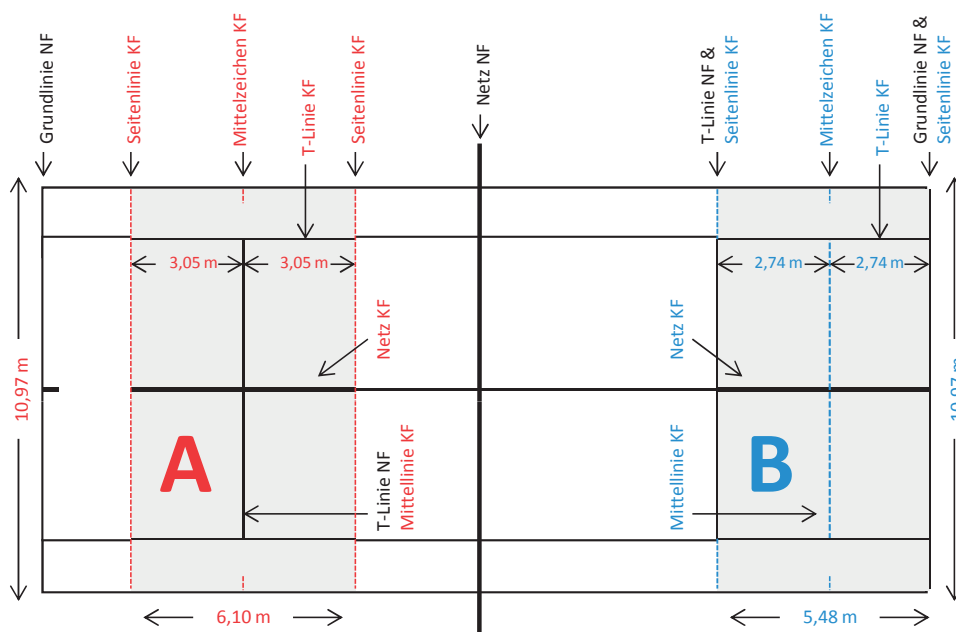 Grundlinie NF
Seitenlinie KF
Mittelzeichen KF
T-Linie KF
Seitenlinie KF
Netz NF
T-Linie NF &
Seitenlinie KF
Mittelzeichen KF
T-Linie KF
Grundlinie NF &
Seitenlinie KF
3,05 m
3,05 m
2,74 m
2,74 m
Netz KF
Netz KF
10,97 m
10,97 m
A
T-Linie NF
Mittellinie KF
Mittellinie KF
B
6,10 m
5,48 m